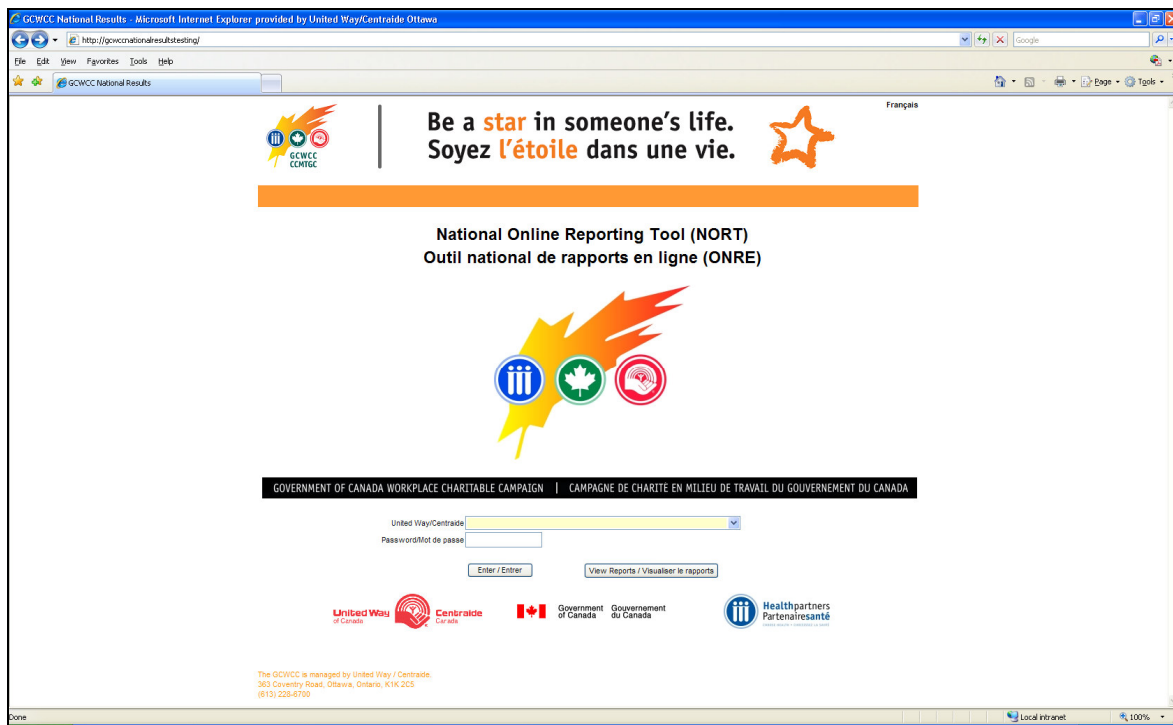 GCWCC National Results - Microsoft Internet Explorer provided by United Way/Centraide Ottawa
http://gcwccnationalresultstesting/
Google
File Edit View Favorites Tools Help
GCWCC National Results
Page Tools
Français
GCWCC
CCMTGC
Be a star in someone's life.
Soyez l'étoile dans une vie.
National Online Reporting Tool (NORT)
Outil national de rapports en ligne (ONRE)
GOVERNMENT OF CANADA WORKPLACE CHARITABLE CAMPAIGN | CAMPAGNE DE CHARITÉ EN MILIEU DE TRAVAIL DU GOUVERNEMENT DU CANADA
United Way/Centraide
Password/Mot de passe
Enter / Entrer
View Reports / Visualiser le rapports
United Way
of Canada
Centraide
Canada
Government
of Canada
Gouvernement
du Canada
Healthpartners
Partenairesanté
The GCWCC is managed by United Way / Centraide.
363 Coventry Road, Ottawa, Ontario, K1K 2C5
(613) 228-6700
Done
Local intranet
100%